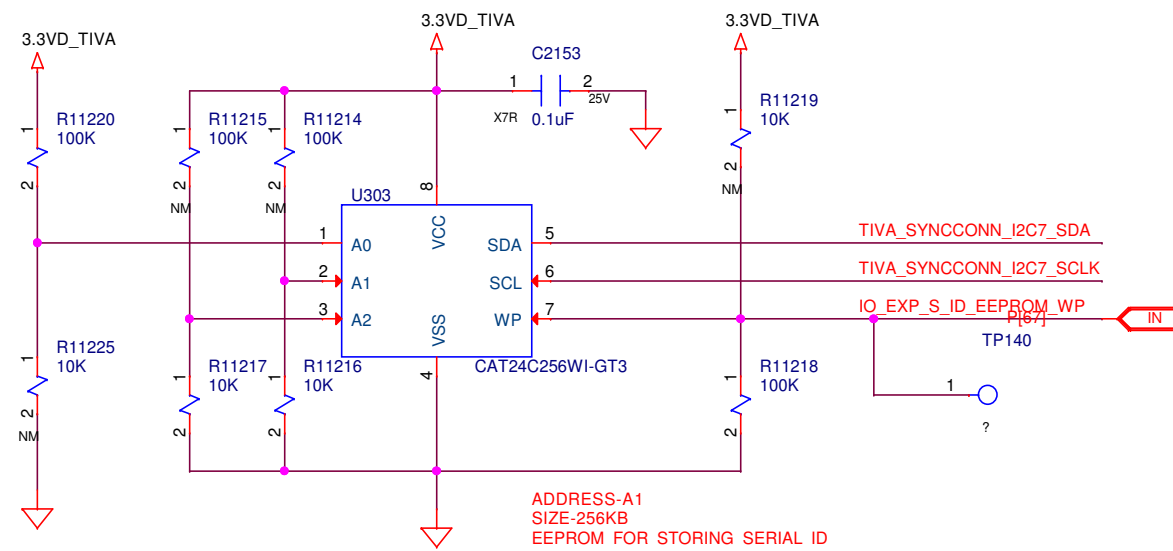 3.3VD_TIVA
3.3VD_TIVA
3.3VD_TIVA
C2153
1
2
25V
X7R
0.1uF
R11220
100K
1
2
R11215
100K
1
2
NM
R11214
100K
1
2
NM
R11219
10K
1
2
NM
U303
8
VCC
1
A0
2
A1
3
A2
SDA
5
SCL
6
WP
7
VSS
4
CAT24C256WI-GT3
TIVA_SYNCCONN_I2C7_SDA
TIVA_SYNCCONN_I2C7_SCLK
IO_EXP_S_ID_EEPROM_WP
P[67]
IN
TP140
1
?
R11225
10K
1
2
NM
R11217
10K
1
2
R11216
10K
1
2
R11218
100K
1
2
ADDRESS-A1
SIZE-256KB
EEPROM FOR STORING SERIAL ID